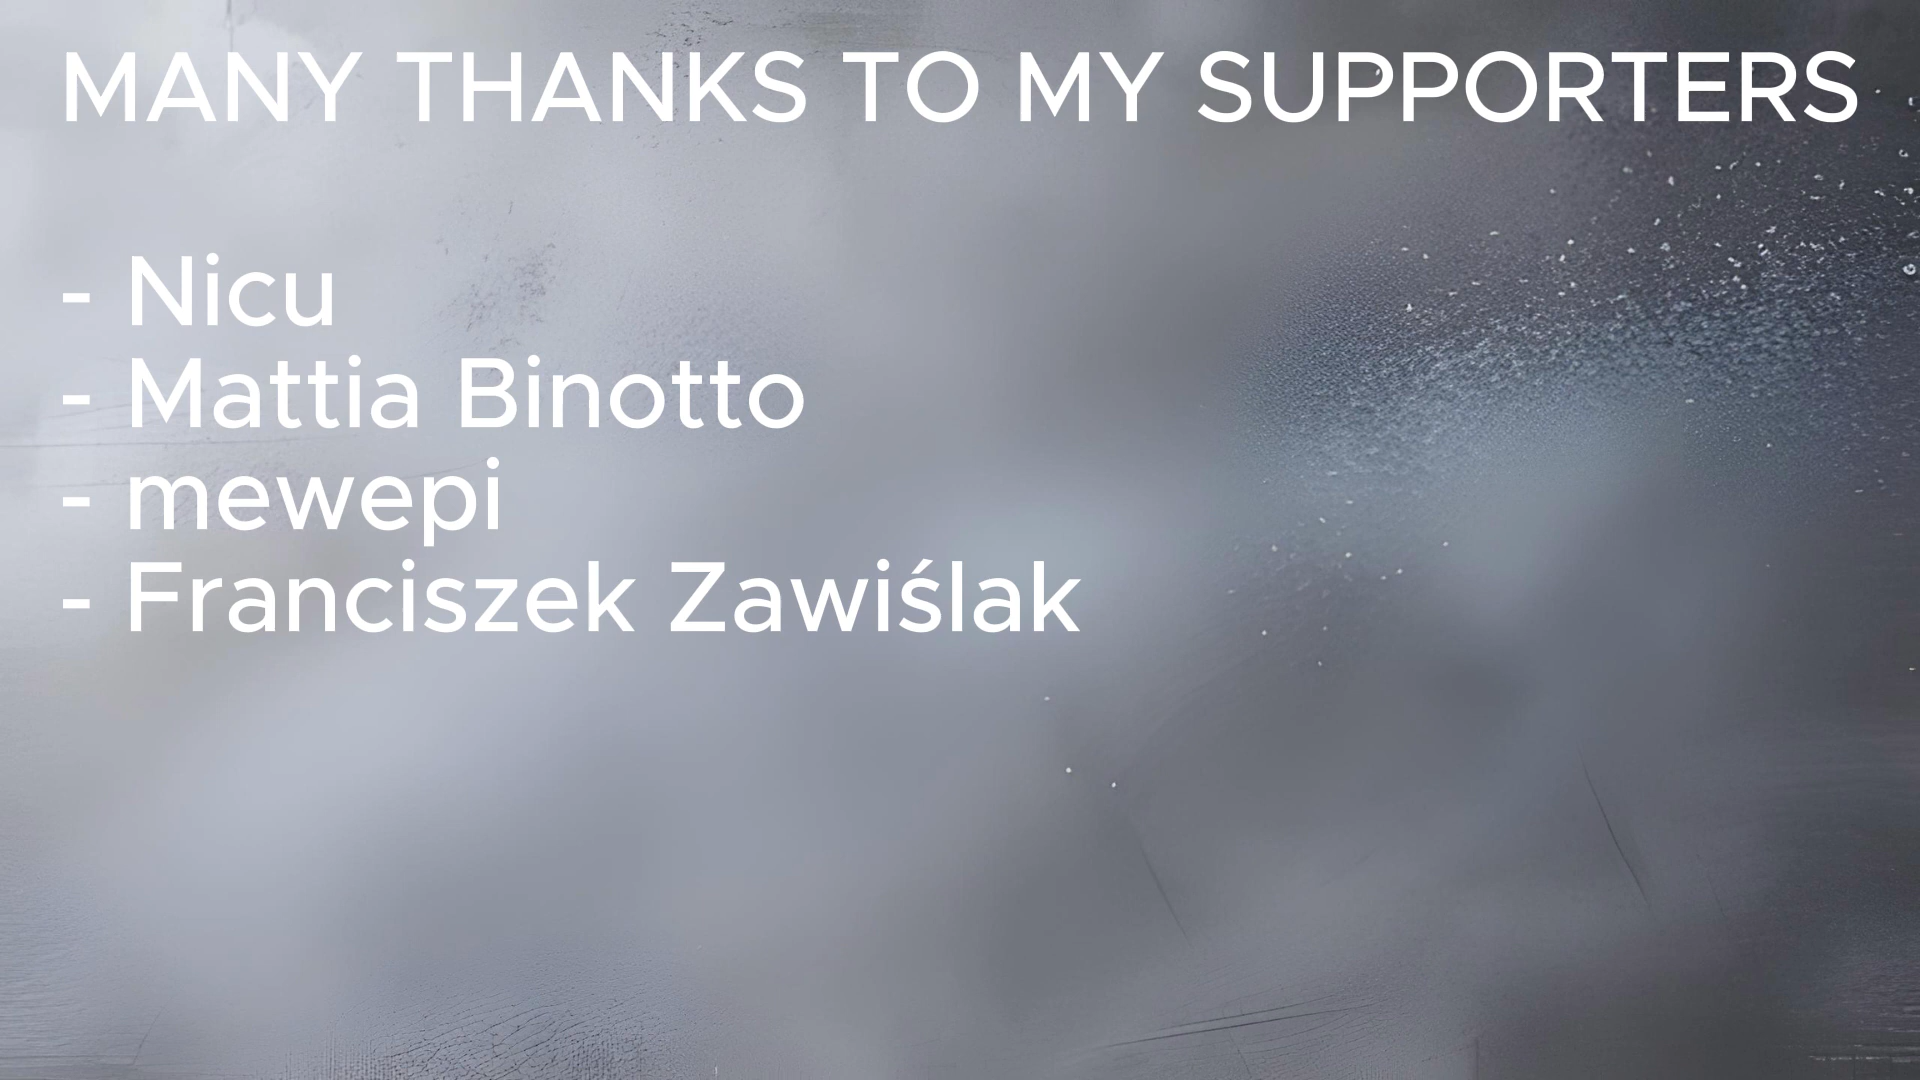 MANY THANKS TO MY SUPPORTERS
- Nicu
- Mattia Binotto
- mewepi
- Franciszek Zawiślak